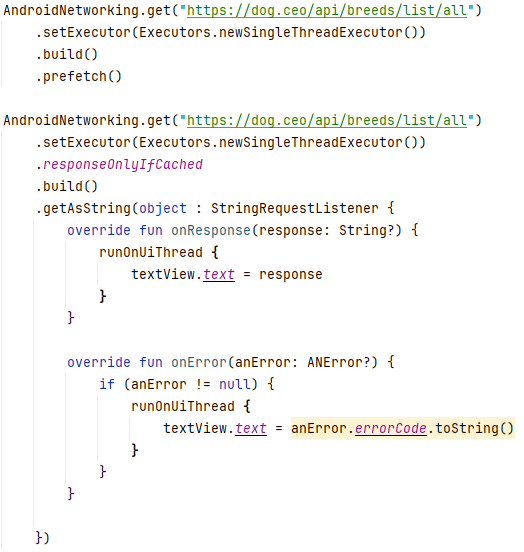 AndroidNetworking.get("https://dog.ceo/api/breeds/list/all")
    .setExecutor(Executors.newSingleThreadExecutor())
    .build()
    .prefetch()

AndroidNetworking.get("https://dog.ceo/api/breeds/list/all")
    .setExecutor(Executors.newSingleThreadExecutor())
    .responseOnlyIfCached
    .build()
    .getAsString(object : StringRequestListener {
        override fun onResponse(response: String?) {
            runOnUiThread {
                textView.text = response
            }
        }

        override fun onError(anError: ANError?) {
            if (anError != null) {
                runOnUiThread {
                    textView.text = anError.errorCode.toString()
                }
            }
        }

    })